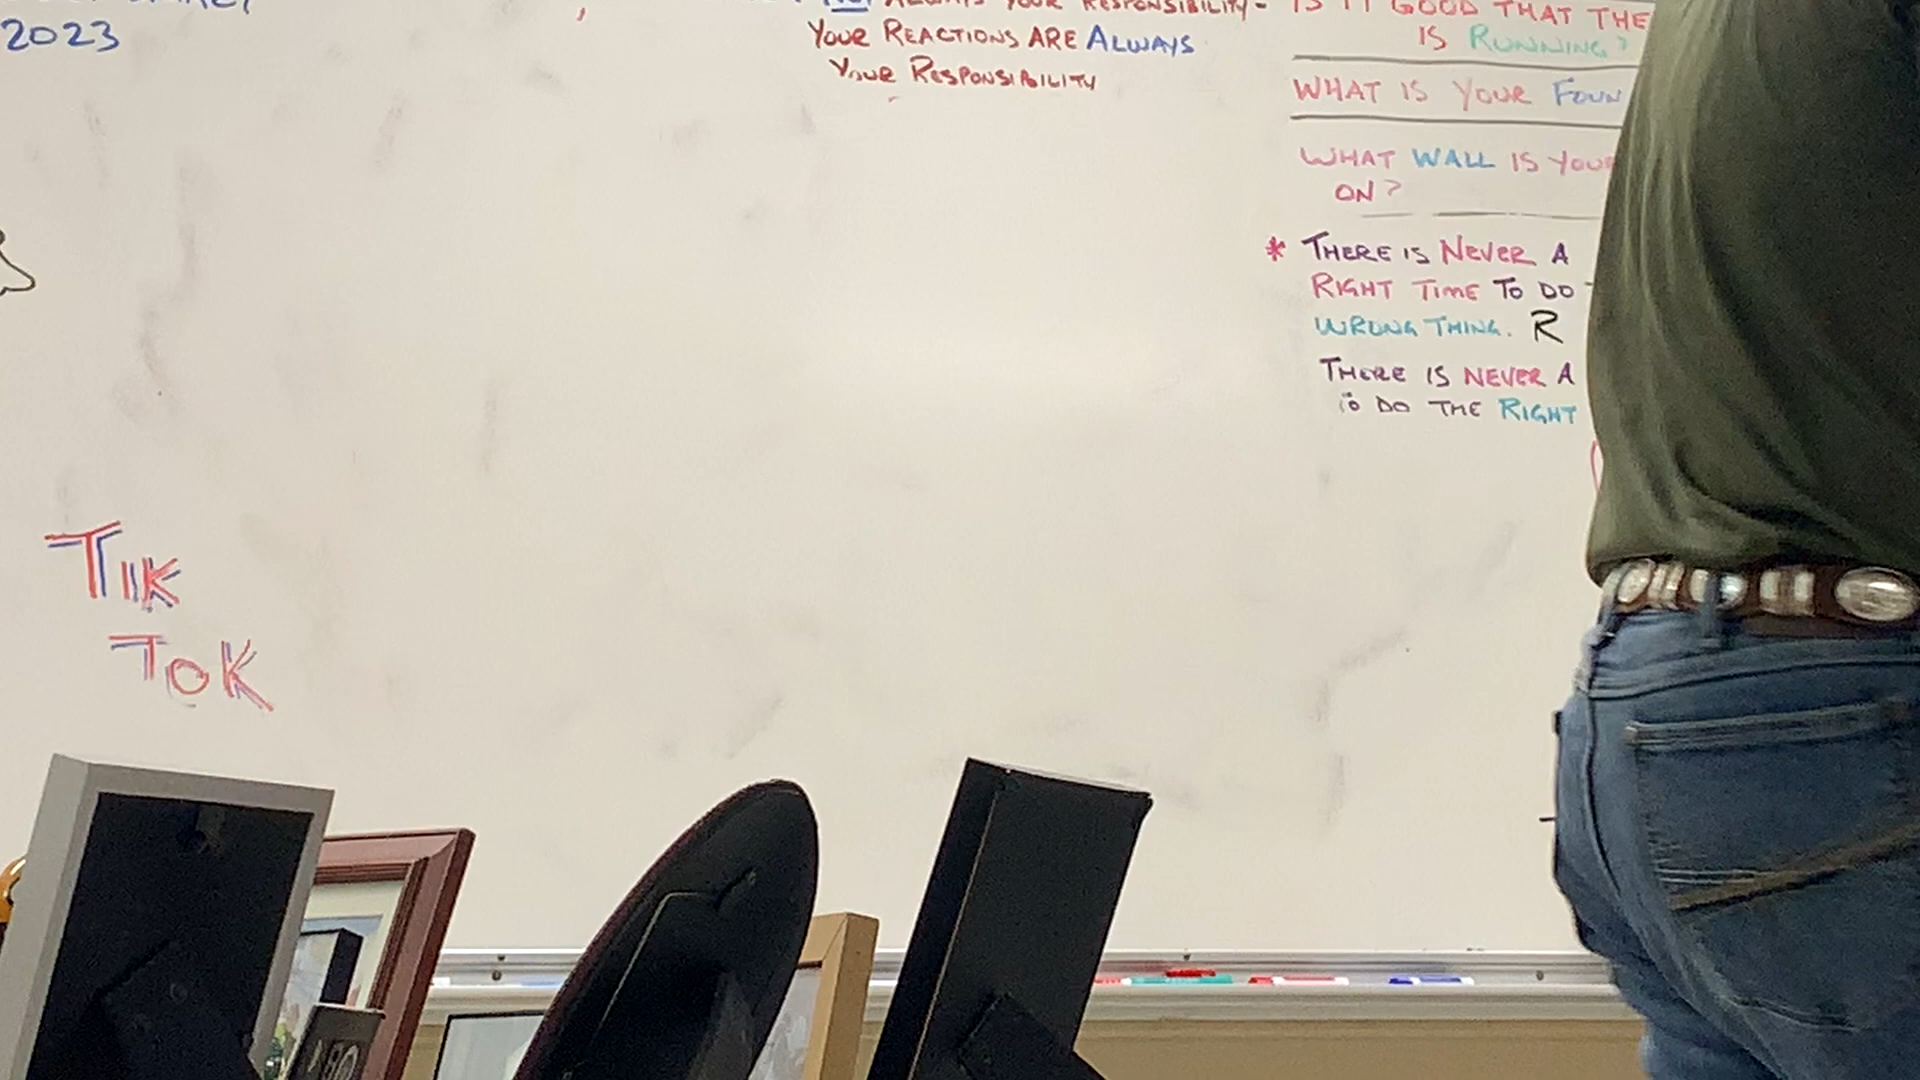 2023
ALWAYS YOUR RESPONSIBILITY-
YOUR REACTIONS ARE ALWAYS
YOUR RESPONSIBILITY
IS IT GOOD THAT THE
IS RUNNING?
WHAT IS YOUR FOUN
WHAT WALL IS YOUR
ON?
* THERE IS NEVER A
RIGHT TIME TO DO
WRONG THING. R
THERE IS NEVER A
TO DO THE RIGHT
TIK
TOK